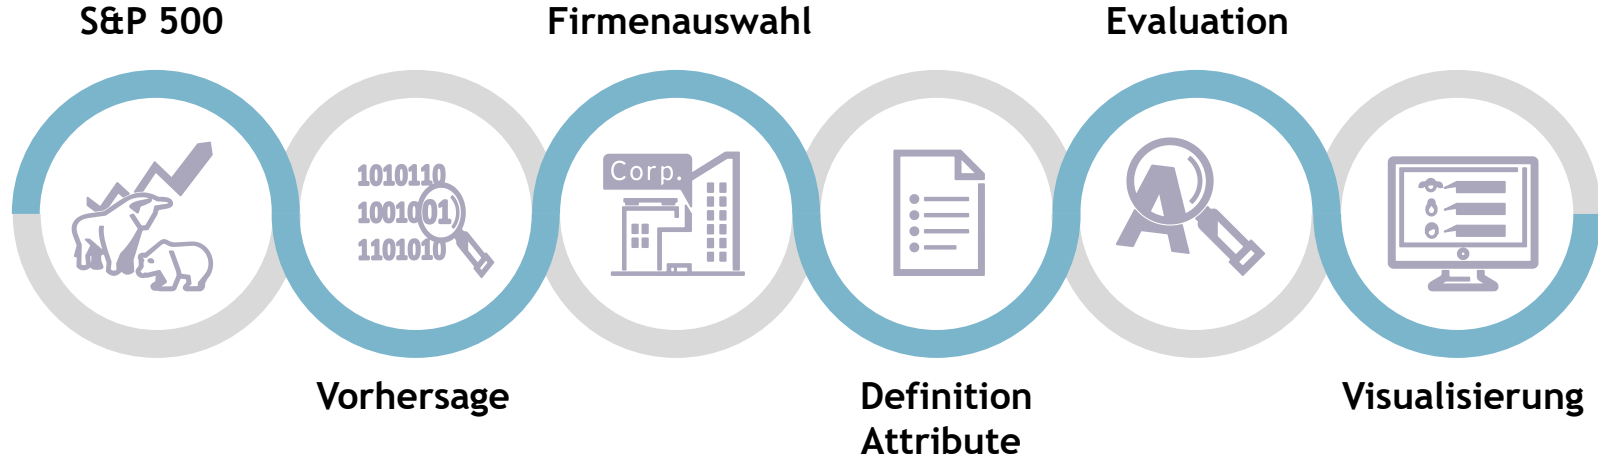 S&P 500
Firmenauswahl
Evaluation
1010110
1001001
1101010
Corp.
A
Vorhersage
Definition
Attribute
Visualisierung